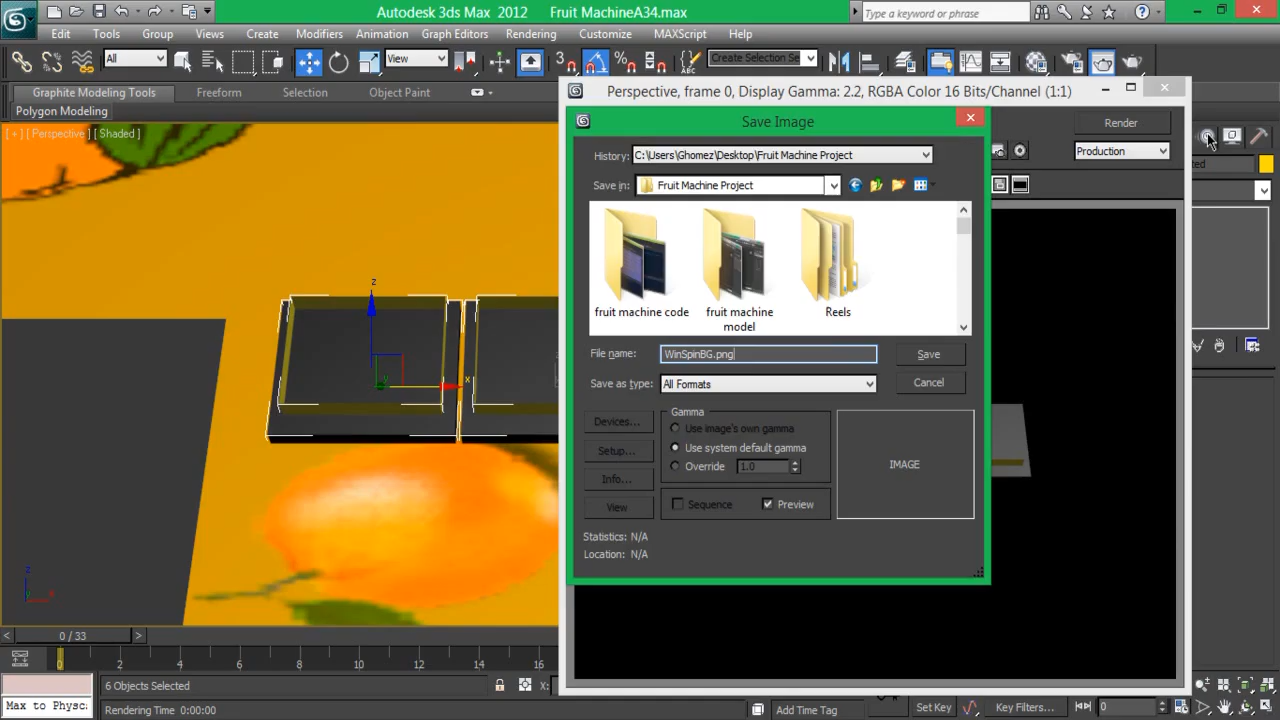 Autodesk 3ds Max 2012 Fruit MachineA34.max
Type a keyword or phrase
Edit Tools Group Views Create Modifiers Animation Graph Editors Rendering Customize MAXScript Help
All View 3 Create Selection Se
Graphite Modeling Tools Freeform Selection Object Paint
Polygon Modeling
[ + ] [ Perspective ] [ Shaded ]
Perspective, frame 0, Display Gamma: 2.2, RGBA Color 16 Bits/Channel (1:1)
Render
Production
Save Image
History: C:\Users\Ghomez\Desktop\Fruit Machine Project
Save in: Fruit Machine Project
fruit machine code
fruit machine model
Reels
File name: WinSpinBG.png
Save
Save as type: All Formats
Cancel
Devices...
Setup...
Info...
View
Gamma
Use image's own gamma
Use system default gamma
Override 1.0
Sequence Preview
IMAGE
Statistics: N/A
Location: N/A
z
x
y
z
x
0 / 33
0 2 4 6 8 10 12 14 16
6 Objects Selected X:
Max to Physc
Rendering Time 0:00:00
Add Time Tag
Set Key Key Filters... 0